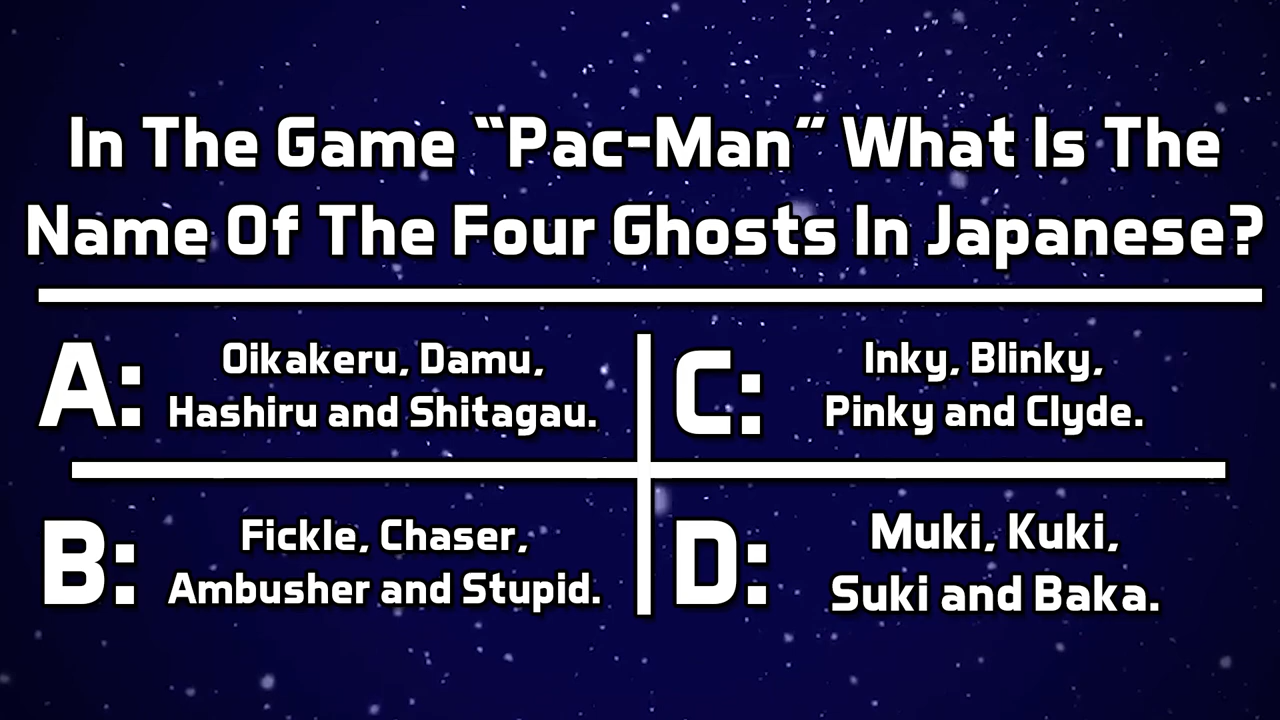 In The Game “Pac-Man” What Is The
Name Of The Four Ghosts In Japanese?
A: Oikakeru, Damu,
Hashiru and Shitagau.
C: Inky, Blinky,
Pinky and Clyde.
B: Fickle, Chaser,
Ambusher and Stupid.
D: Muki, Kuki,
Suki and Baka.